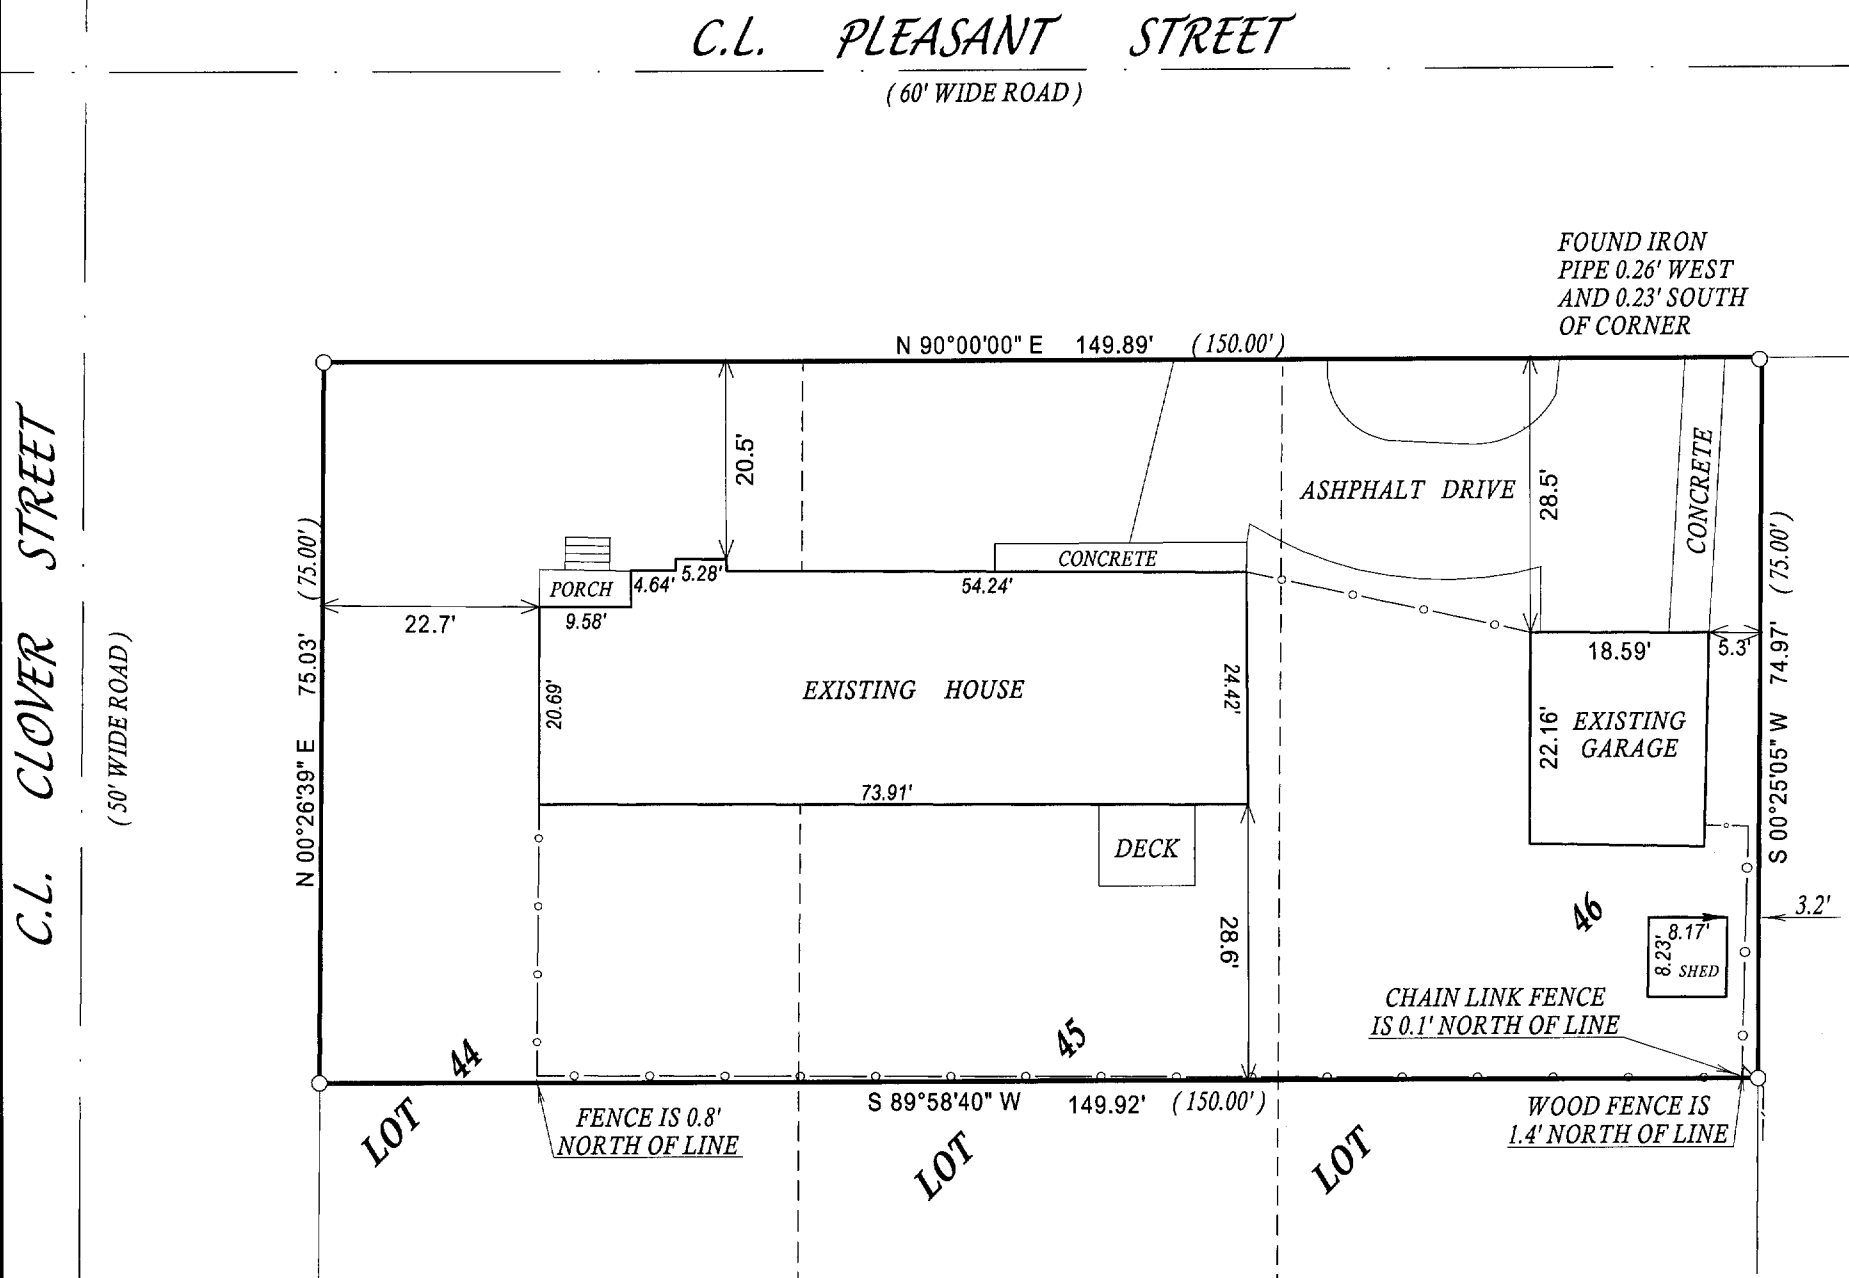 C.L. PLEASANT STREET
( 60' WIDE ROAD )
FOUND IRON
PIPE 0.26' WEST
AND 0.23' SOUTH
OF CORNER
N 90°00'00" E 149.89' ( 150.00' )
C.L. CLOVER STREET
(50' WIDE ROAD)
N 00°26'39" E 75.03' ( 75.00' )
20.5'
28.5'
ASHPHALT DRIVE
CONCRETE
S 00°25'05" W 74.97' ( 75.00' )
CONCRETE
PORCH
4.64'
5.28'
54.24'
22.7'
9.58'
18.59'
5.3'
20.69'
EXISTING HOUSE
24.42'
22.16'
EXISTING
GARAGE
73.91'
DECK
28.6'
3.2'
8.17'
8.23'
SHED
CHAIN LINK FENCE
IS 0.1' NORTH OF LINE
S 89°58'40" W 149.92' ( 150.00' )
FENCE IS 0.8'
NORTH OF LINE
WOOD FENCE IS
1.4' NORTH OF LINE
LOT 44
LOT 45
LOT 46